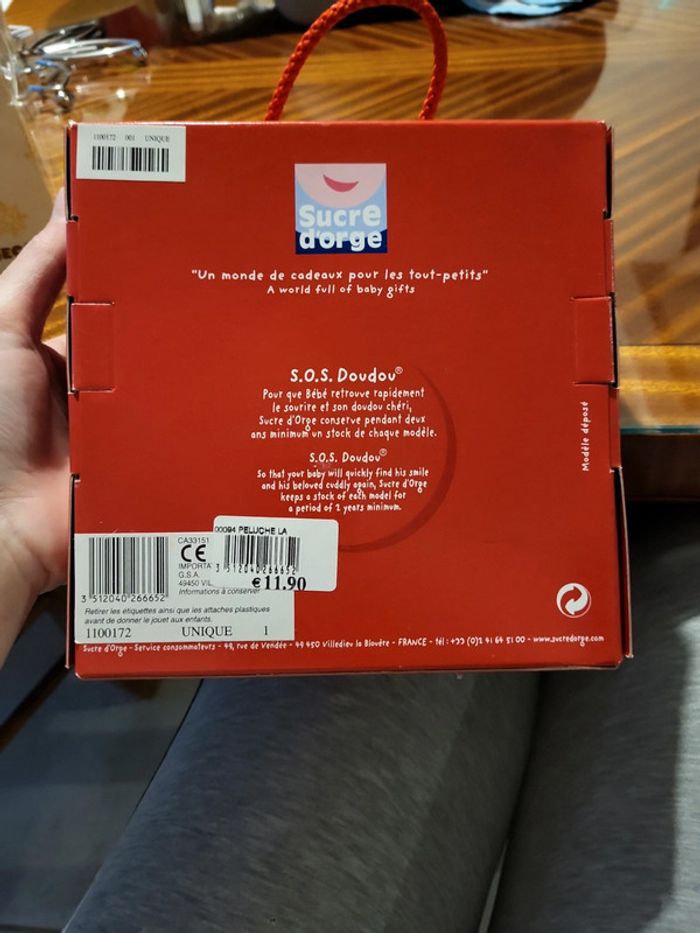 1100172 001 UNIQUE
Sucre
d'orge
"Un monde de cadeaux pour les tout-petits"
A world full of baby gifts
S.O.S. Doudou®
Pour que Bébé retrouve rapidement
le sourire et son doudou chéri,
Sucre d'Orge conserve pendant deux
ans minimum un stock de chaque modèle.
S.O.S. Doudou®
So that your baby will quickly find his smile
and his beloved cuddly again, Sucre d'Orge
keeps a stock of each model for
a period of 2 years minimum.
Modèle déposé
CA33151
CE
IMPORTA
G.S.A.
49450 VIL
Informations à conserver
3 512040 266652
00094 PELUCHE LA
3 512040 266652
€11.90
Retirer les étiquettes ainsi que les attaches plastiques
avant de donner le jouet aux enfants.
1100172 UNIQUE 1
Sucre d'Orge - Service consommateurs - 49, rue de Vendée - 49 450 Villedieu la Blouère - FRANCE - tél : +33 (0)2 41 64 51 00 - www.sucredorge.com